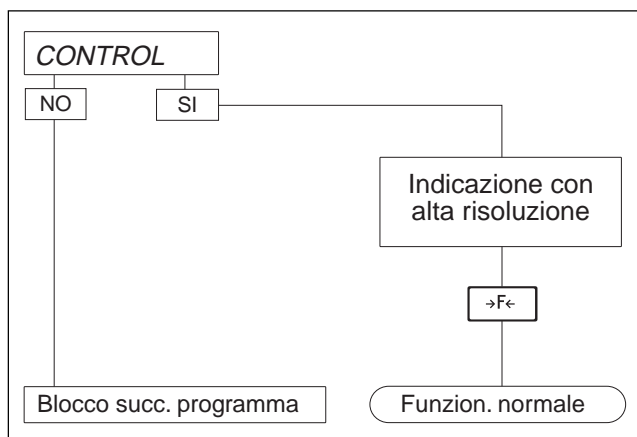 CONTROL
NO
SI
Indicazione con
alta risoluzione
→F←
Blocco succ. programma
Funzion. normale